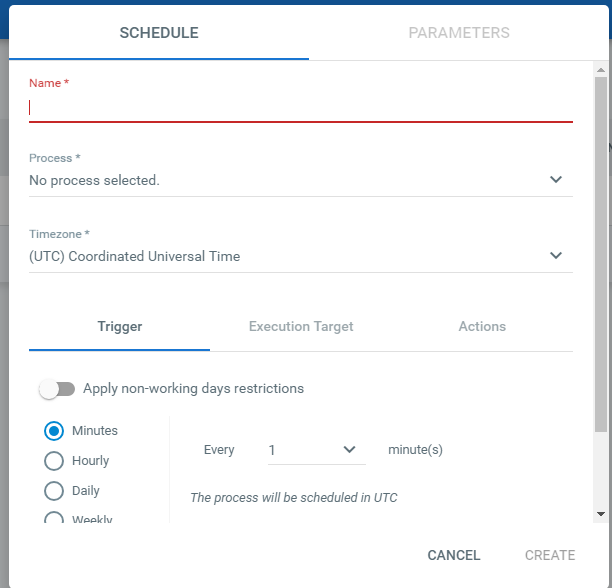 SCHEDULE PARAMETERS
Name *
Process *
No process selected.
Timezone *
(UTC) Coordinated Universal Time
Trigger Execution Target Actions
Apply non-working days restrictions
Minutes
Every 1 minute(s)
Hourly
Daily
The process will be scheduled in UTC
Weekly
CANCEL CREATE